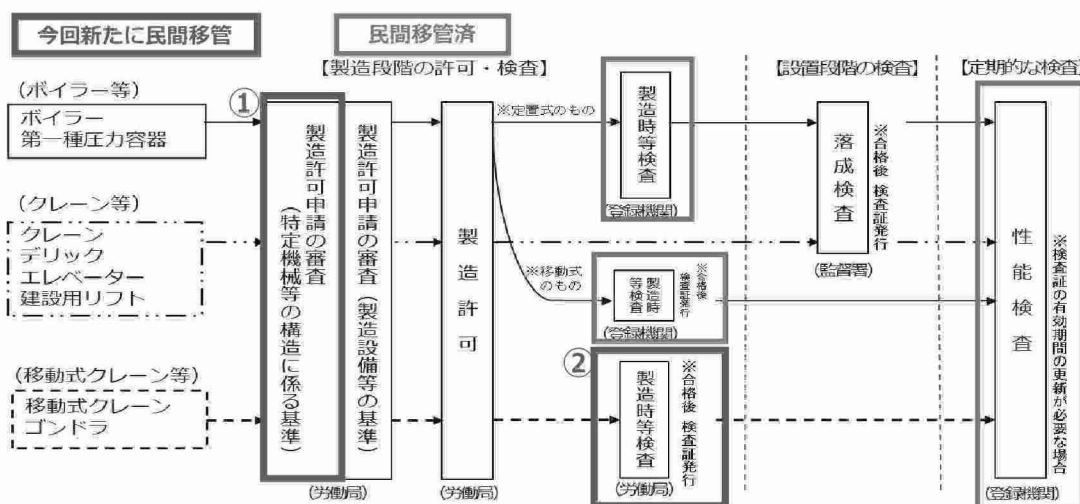 今回新たに民間移管
民間移管済
【製造段階の許可・検査】
【設置段階の検査】
【定期的な検査】
(ボイラー等)
ボイラー
第一種圧力容器
(クレーン等)
クレーン
デリック
エレベーター
建設用リフト
(移動式クレーン等)
移動式クレーン
ゴンドラ
①
製造許可申請の審査
(特定機械等の構造に係る基準)
製造許可申請の審査(製造設備等の基準)
(労働局)
製造許可
(労働局)
※定置式のもの
製造時等検査
(登録機関)
※移動式
のもの
製造時
等検査
※合格後
検査証発行
(登録機関)
②
製造時等検査
※合格後 検査証発行
(労働局)
落成検査
※合格後 検査証発行
(監督署)
性能検査
※検査証の有効期間の更新が必要な場合
(登録機関)